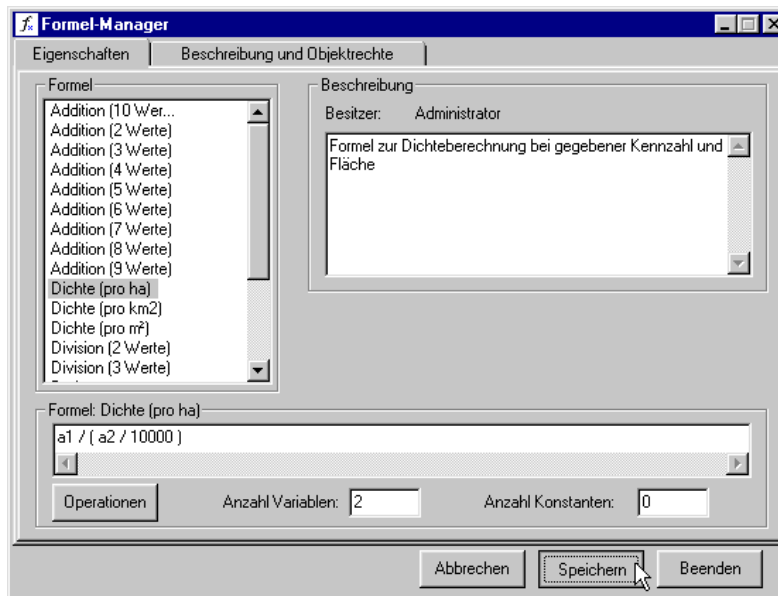 Formel-Manager
Eigenschaften
Beschreibung und Objektrechte
Formel
Addition (10 Wer...
Addition (2 Werte)
Addition (3 Werte)
Addition (4 Werte)
Addition (5 Werte)
Addition (6 Werte)
Addition (7 Werte)
Addition (8 Werte)
Addition (9 Werte)
Dichte (pro ha)
Dichte (pro km2)
Dichte (pro m²)
Division (2 Werte)
Division (3 Werte)
Beschreibung
Besitzer: Administrator
Formel zur Dichteberechnung bei gegebener Kennzahl und
Fläche
Formel: Dichte (pro ha)
a1 / ( a2 / 10000 )
Operationen
Anzahl Variablen: 2
Anzahl Konstanten: 0
Abbrechen
Speichern
Beenden